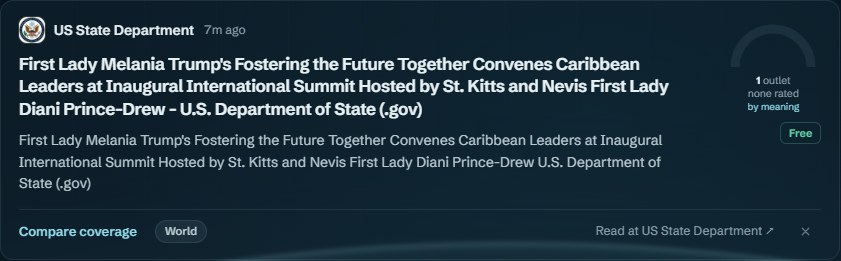 US State Department 7m ago
First Lady Melania Trump's Fostering the Future Together Convenes Caribbean
Leaders at Inaugural International Summit Hosted by St. Kitts and Nevis First Lady
Diani Prince-Drew - U.S. Department of State (.gov)
1 outlet
none rated
by meaning
Free
First Lady Melania Trump's Fostering the Future Together Convenes Caribbean Leaders at Inaugural
International Summit Hosted by St. Kitts and Nevis First Lady Diani Prince-Drew U.S. Department of
State (.gov)
Compare coverage World Read at US State Department ↗ ×